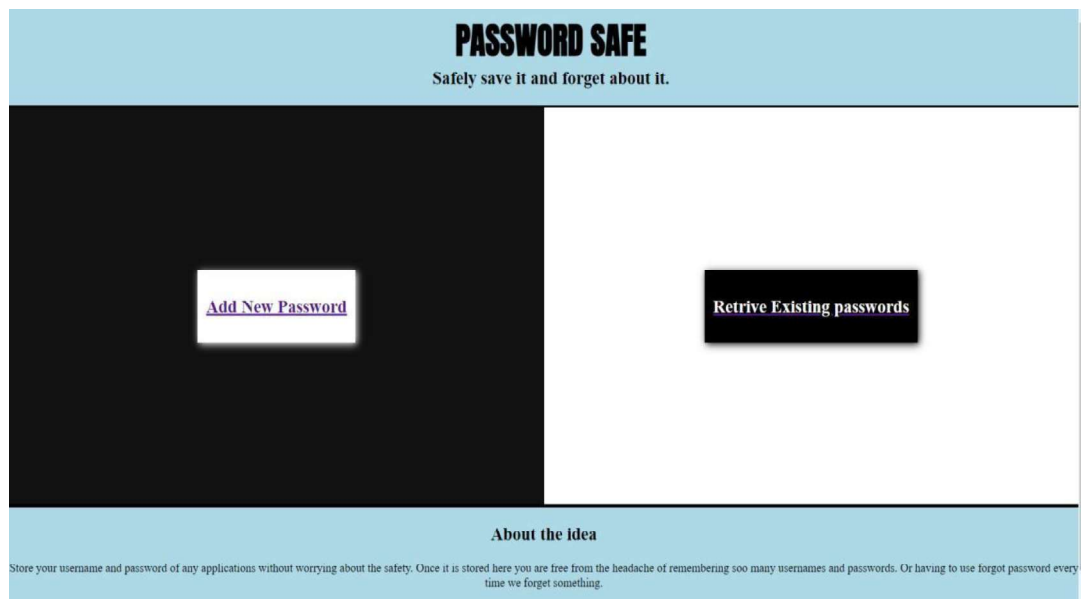 PASSWORD SAFE
Safely save it and forget about it.
Add New Password
Retrive Existing passwords
About the idea
Store your username and password of any applications without worrying about the safety. Once it is stored here you are free from the headache of remembering soo many usernames and passwords. Or having to use forgot password every
time we forget something.